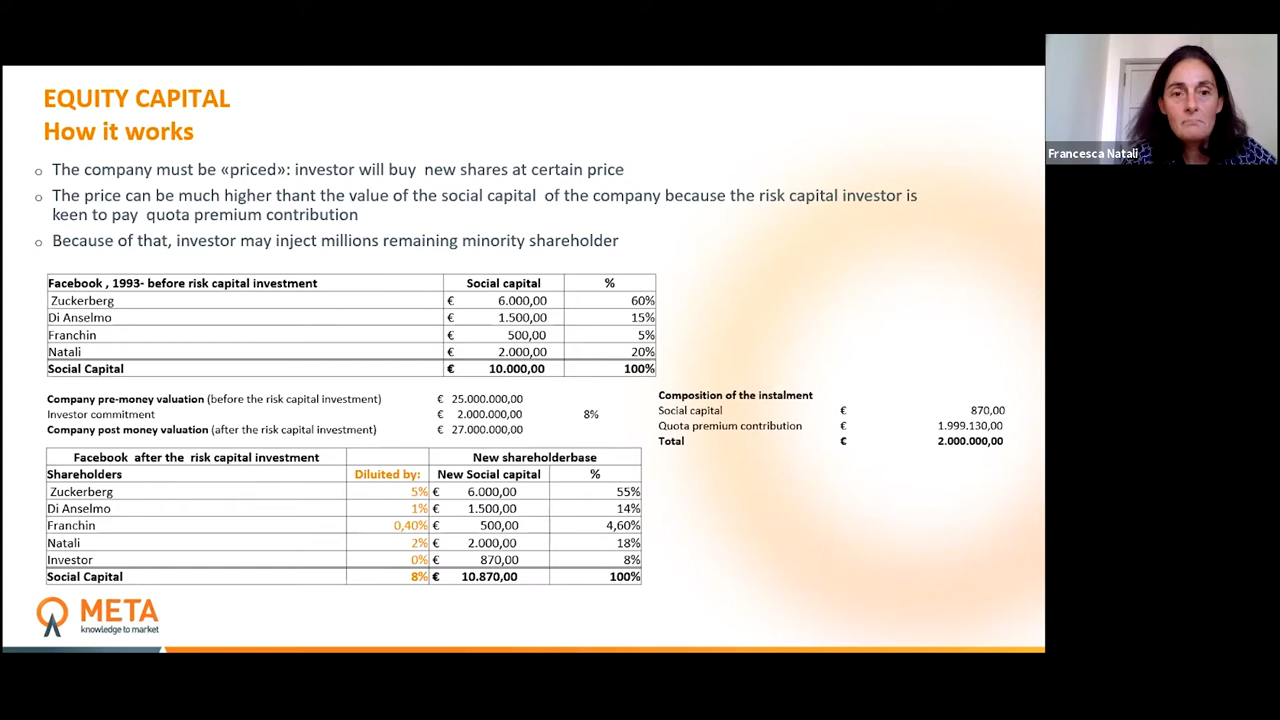 EQUITY CAPITAL
How it works
Francesca Natali
o The company must be «priced»: investor will buy new shares at certain price
o The price can be much higher thant the value of the social capital of the company because the risk capital investor is
keen to pay quota premium contribution
o Because of that, investor may inject millions remaining minority shareholder
Facebook , 1993- before risk capital investment Social capital %
Zuckerberg € 6.000,00 60%
Di Anselmo € 1.500,00 15%
Franchin € 500,00 5%
Natali € 2.000,00 20%
Social Capital € 10.000,00 100%
Company pre-money valuation (before the risk capital investment) € 25.000.000,00
Investor commitment € 2.000.000,00 8%
Company post money valuation (after the risk capital investment) € 27.000.000,00
Composition of the instalment
Social capital € 870,00
Quota premium contribution € 1.999.130,00
Total € 2.000.000,00
Facebook after the risk capital investment New shareholderbase
Shareholders Diluted by: New Social capital %
Zuckerberg 5% € 6.000,00 55%
Di Anselmo 1% € 1.500,00 14%
Franchin 0,40% € 500,00 4,60%
Natali 2% € 2.000,00 18%
Investor 0% € 870,00 8%
Social Capital 8% € 10.870,00 100%
META
knowledge to market